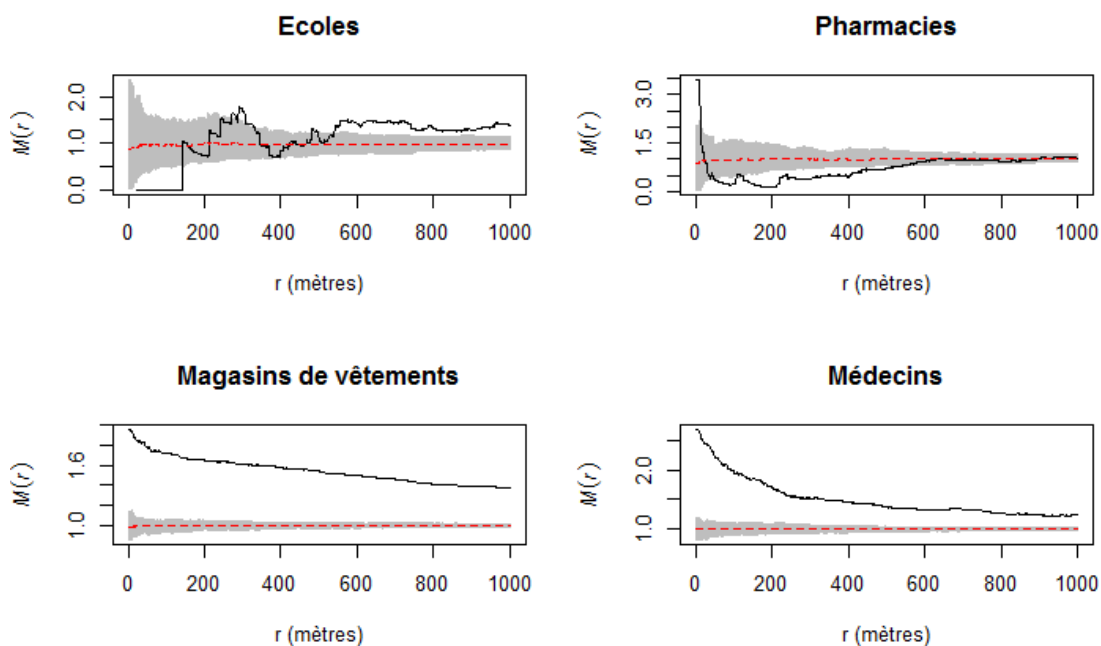 Ecoles
M(r)
2.0
1.0
0.0
0 200 400 600 800 1000
r (mètres)
Pharmacies
M(r)
3.0
1.5
0.0
0 200 400 600 800 1000
r (mètres)
Magasins de vêtements
M(r)
1.6
1.0
0 200 400 600 800 1000
r (mètres)
Médecins
M(r)
2.0
1.0
0 200 400 600 800 1000
r (mètres)